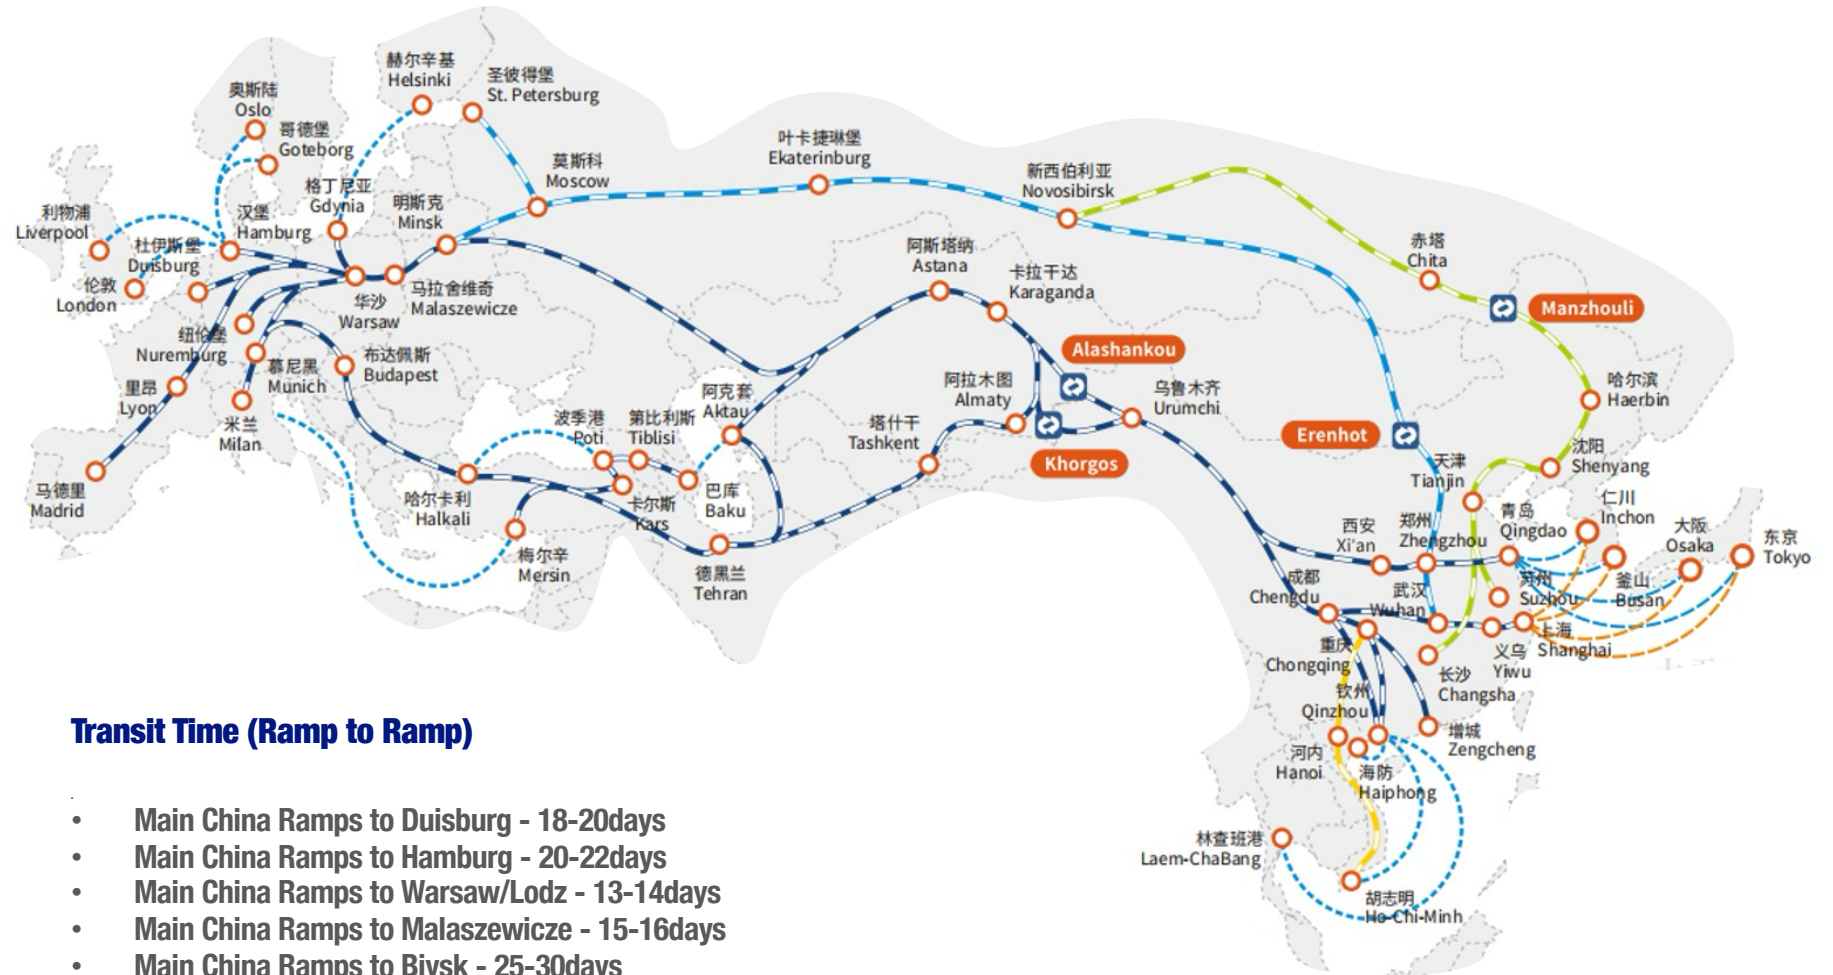 赫尔辛基
Helsinki
圣彼得堡
St. Petersburg
奥斯陆
Oslo
哥德堡
Goteborg
叶卡捷琳堡
Ekaterinburg
莫斯科
Moscow
新西伯利亚
Novosibirsk
格丁尼亚
Gdynia
明斯克
Minsk
利物浦
Liverpool
汉堡
Hamburg
杜伊斯堡
Duisburg
伦敦
London
阿斯塔纳
Astana
卡拉干达
Karaganda
赤塔
Chita
Manzhouli
华沙
Warsaw
马拉舍维奇
Malaszewicze
纽伦堡
Nuremburg
慕尼黑
Munich
布达佩斯
Budapest
Alashankou
里昂
Lyon
米兰
Milan
阿克套
Aktau
阿拉木图
Almaty
乌鲁木齐
Urumchi
哈尔滨
Haerbin
波季港
Poti
第比利斯
Tiblisi
塔什干
Tashkent
Khorgos
Erenhot
沈阳
Shenyang
天津
Tianjin
马德里
Madrid
哈尔卡利
Halkali
卡尔斯
Kars
巴库
Baku
仁川
Inchon
青岛
Qingdao
西安
Xi'an
郑州
Zhengzhou
大阪
Osaka
东京
Tokyo
梅尔辛
Mersin
德黑兰
Tehran
成都
Chengdu
武汉
Wuhan
苏州
Suzhou
釜山
Busan
重庆
Chongqing
义乌
Yiwu
上海
Shanghai
长沙
Changsha
钦州
Qinzhou
增城
Zengcheng
河内
Hanoi
海防
Haiphong
林查班港
Laem-ChaBang
胡志明
Ho-Chi-Minh
Transit Time (Ramp to Ramp)
• Main China Ramps to Duisburg - 18-20days
• Main China Ramps to Hamburg - 20-22days
• Main China Ramps to Warsaw/Lodz - 13-14days
• Main China Ramps to Malaszewicze - 15-16days
• Main China Ramps to Biysk - 25-30days